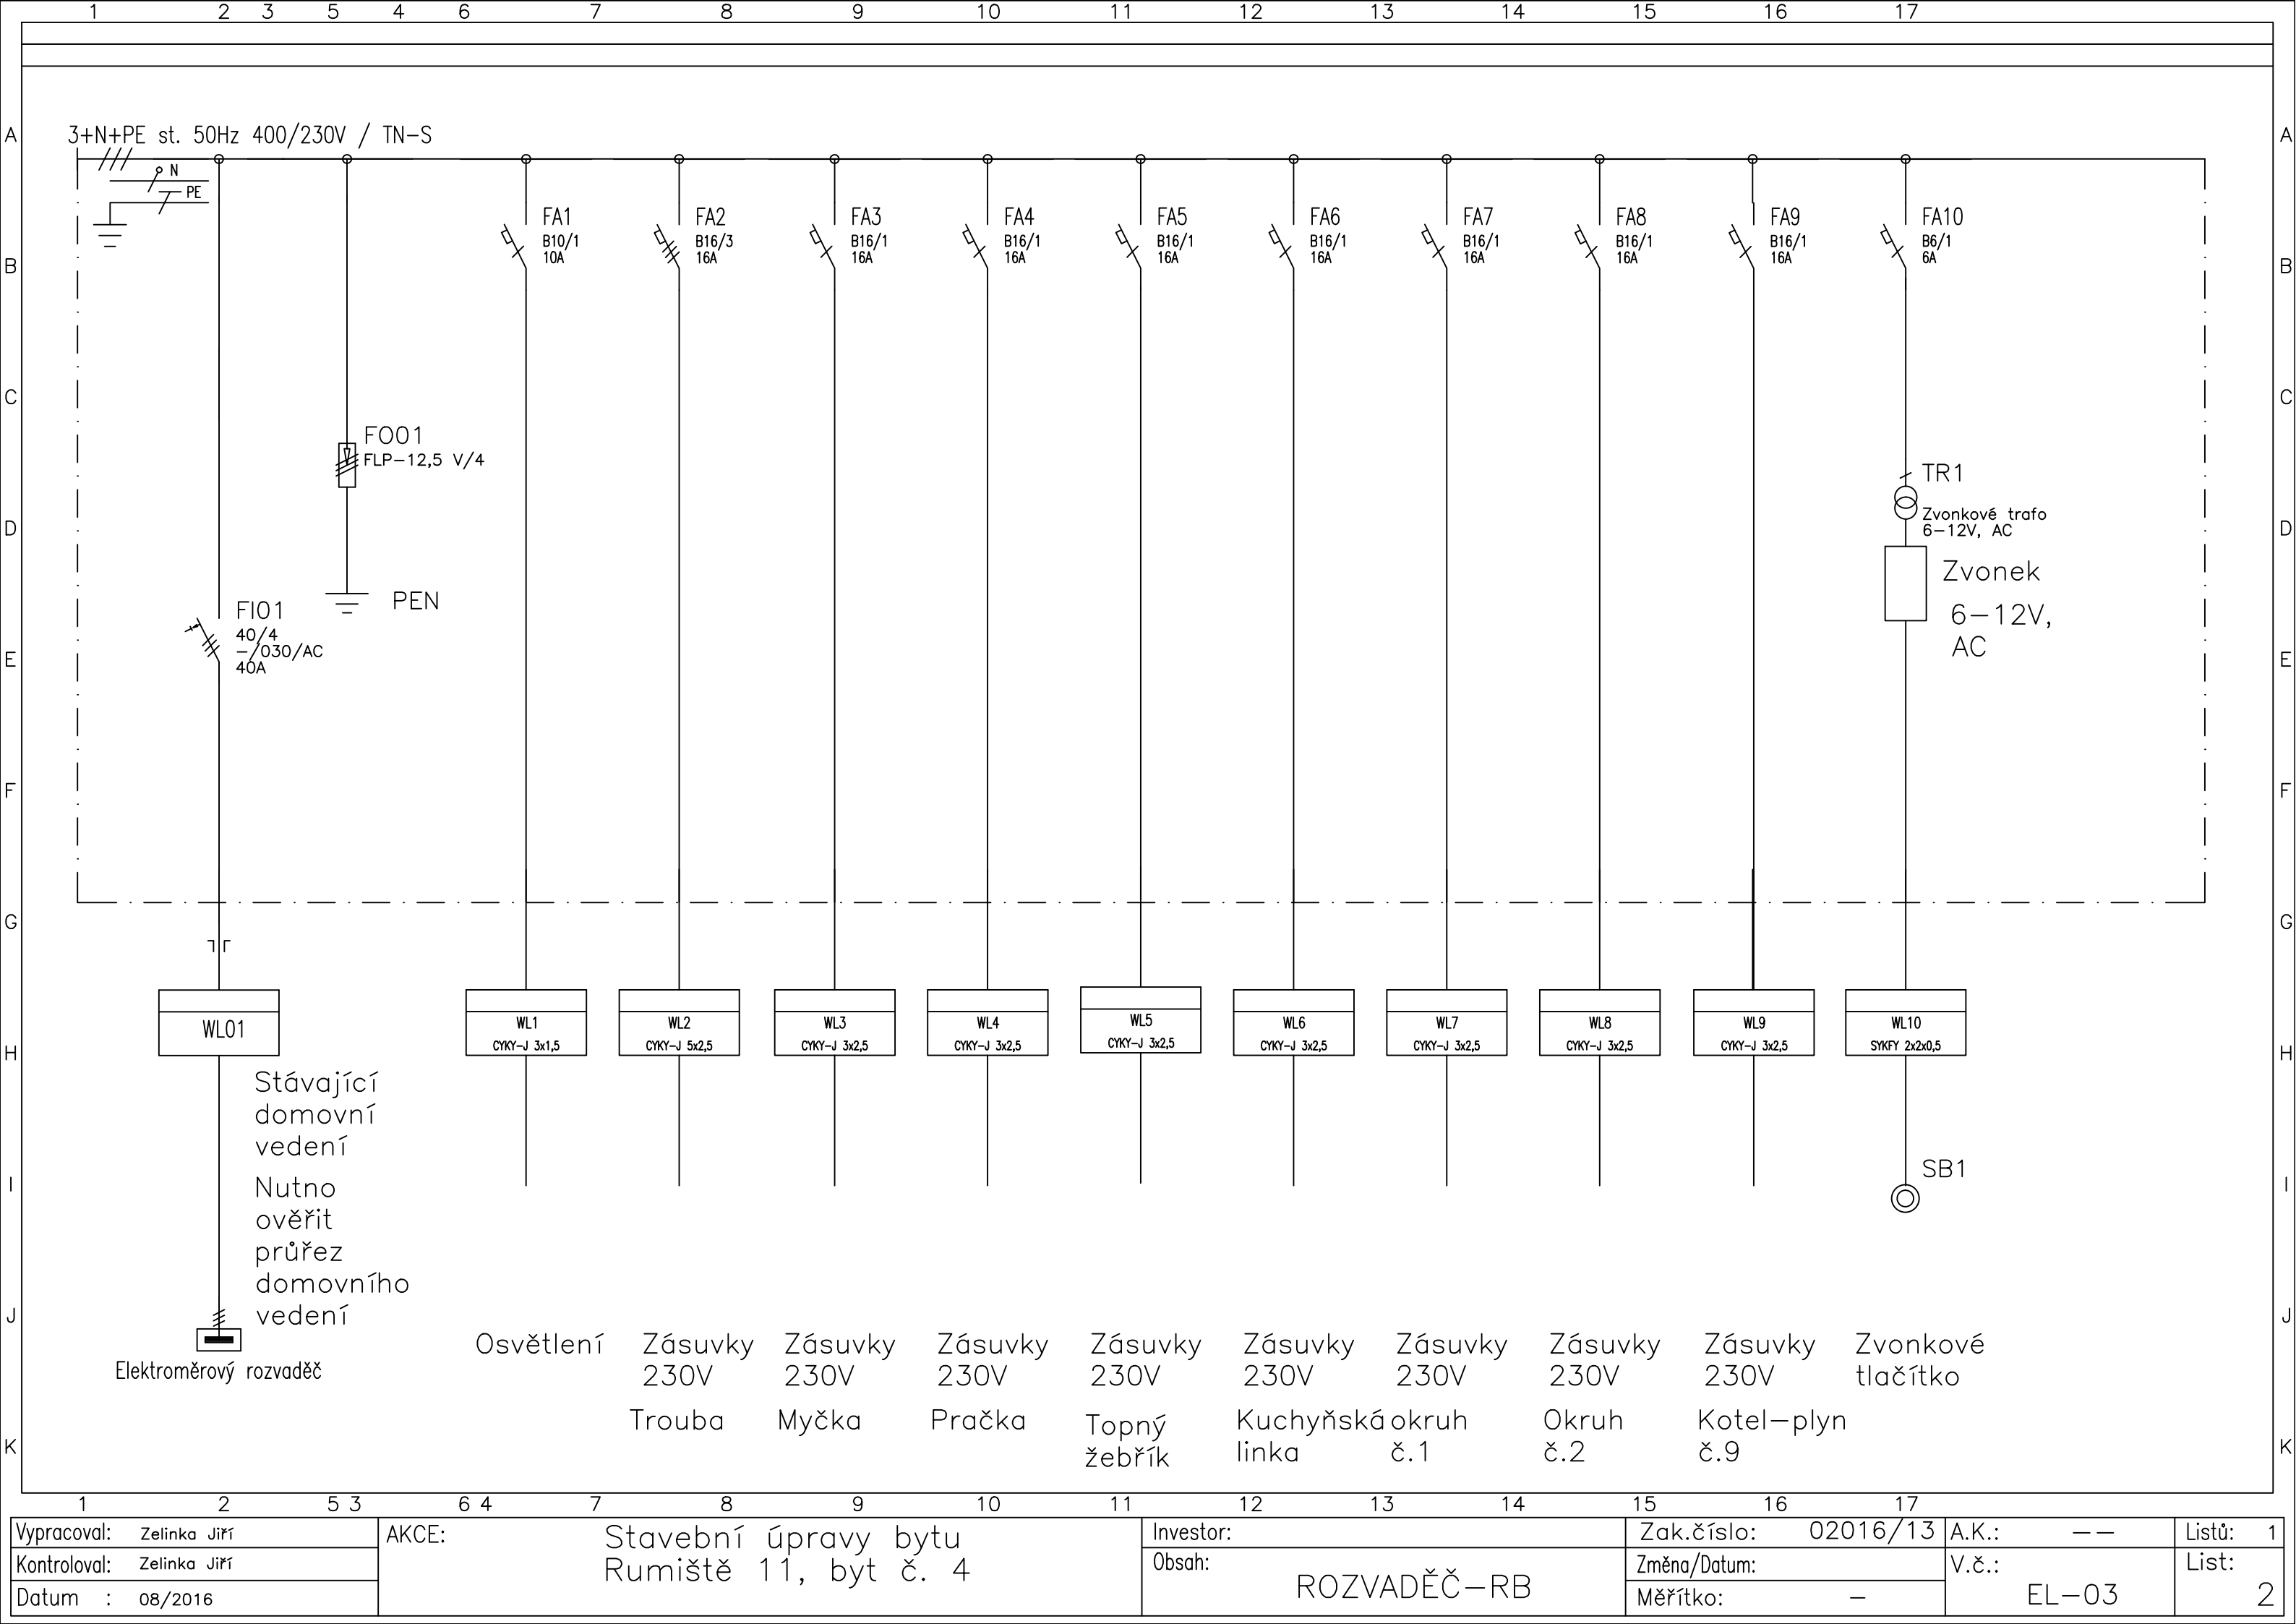 1 2 3 5 4 6 7 8 9 10 11 12 13 14 15 16 17
A
B
C
D
E
F
G
H
I
J
K
A
B
C
D
E
F
G
H
I
J
K
3+N+PE st. 50Hz 400/230V / TN-S
N
PE
FA1
B10/1
10A
FA2
B16/3
16A
FA3
B16/1
16A
FA4
B16/1
16A
FA5
B16/1
16A
FA6
B16/1
16A
FA7
B16/1
16A
FA8
B16/1
16A
FA9
B16/1
16A
FA10
B6/1
6A
FO01
FLP-12,5 V/4
PEN
FI01
40/4
-/030/AC
40A
TR1
Zvonkové trafo
6-12V, AC
Zvonek
6-12V,
AC
WL01
WL1
CYKY-J 3x1,5
WL2
CYKY-J 5x2,5
WL3
CYKY-J 3x2,5
WL4
CYKY-J 3x2,5
WL5
CYKY-J 3x2,5
WL6
CYKY-J 3x2,5
WL7
CYKY-J 3x2,5
WL8
CYKY-J 3x2,5
WL9
CYKY-J 3x2,5
WL10
SYKFY 2x2x0,5
Stávající
domovní
vedení
Nutno
ověřit
průřez
domovního
vedení
Elektroměrový rozvaděč
SB1
Osvětlení
Zásuvky
230V
Trouba
Zásuvky
230V
Myčka
Zásuvky
230V
Pračka
Zásuvky
230V
Topný
žebřík
Zásuvky
230V
Kuchyňská
linka
Zásuvky
230V
okruh
č.1
Zásuvky
230V
Okruh
č.2
Zásuvky
230V
Kotel-plyn
č.9
Zvonkové
tlačítko
1 2 5 3 6 4 7 8 9 10 11 12 13 14 15 16 17
Vypracoval: Zelinka Jiří
Kontroloval: Zelinka Jiří
Datum : 08/2016
AKCE: Stavební úpravy bytu
Rumiště 11, byt č. 4
Investor:
Obsah:
ROZVADĚČ-RB
Zak.číslo: 02016/13
Změna/Datum:
Měřítko: -
A.K.: --
V.č.:
EL-03
Listů: 1
List:
2